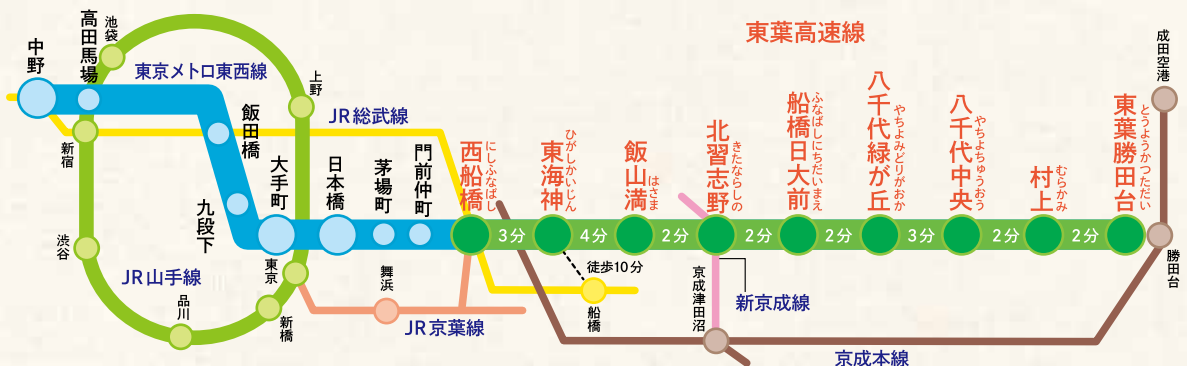 東葉高速線
中野
高田馬場
池袋
東京メトロ東西線
上野
成田空港
JR総武線
新宿
飯田橋
大手町
日本橋
茅場町
門前仲町
西船橋
にしふなばし
東海神
ひがしかいじん
飯山満
はさま
北習志野
きたならしの
船橋日大前
ふなばしにちだいまえ
八千代緑が丘
やちよみどりがおか
八千代中央
やちよちゅうおう
村上
むらかみ
東葉勝田台
とうようかつただい
九段下
渋谷
3分
4分
2分
2分
2分
3分
2分
2分
JR山手線
東京
舞浜
徒歩10分
京成津田沼
勝田台
品川
新橋
JR京葉線
船橋
新京成線
京成本線